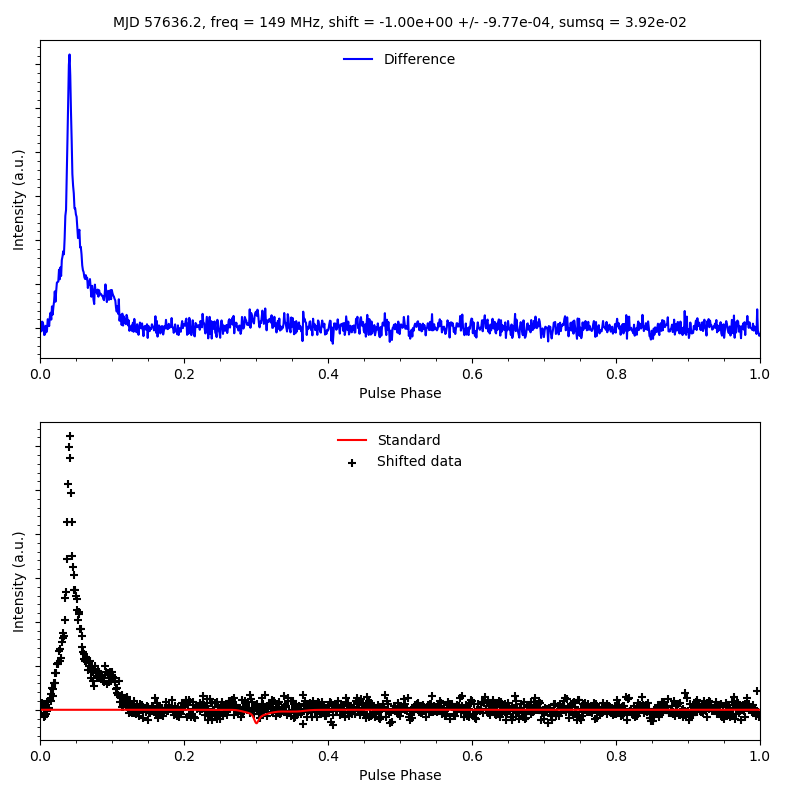 MJD 57636.2, freq = 149 MHz, shift = -1.00e+00 +/- -9.77e-04, sumsq = 3.92e-02
Difference
Intensity (a.u.)
0.0 0.2 0.4 0.6 0.8 1.0
Pulse Phase
Standard
Shifted data
Intensity (a.u.)
0.0 0.2 0.4 0.6 0.8 1.0
Pulse Phase